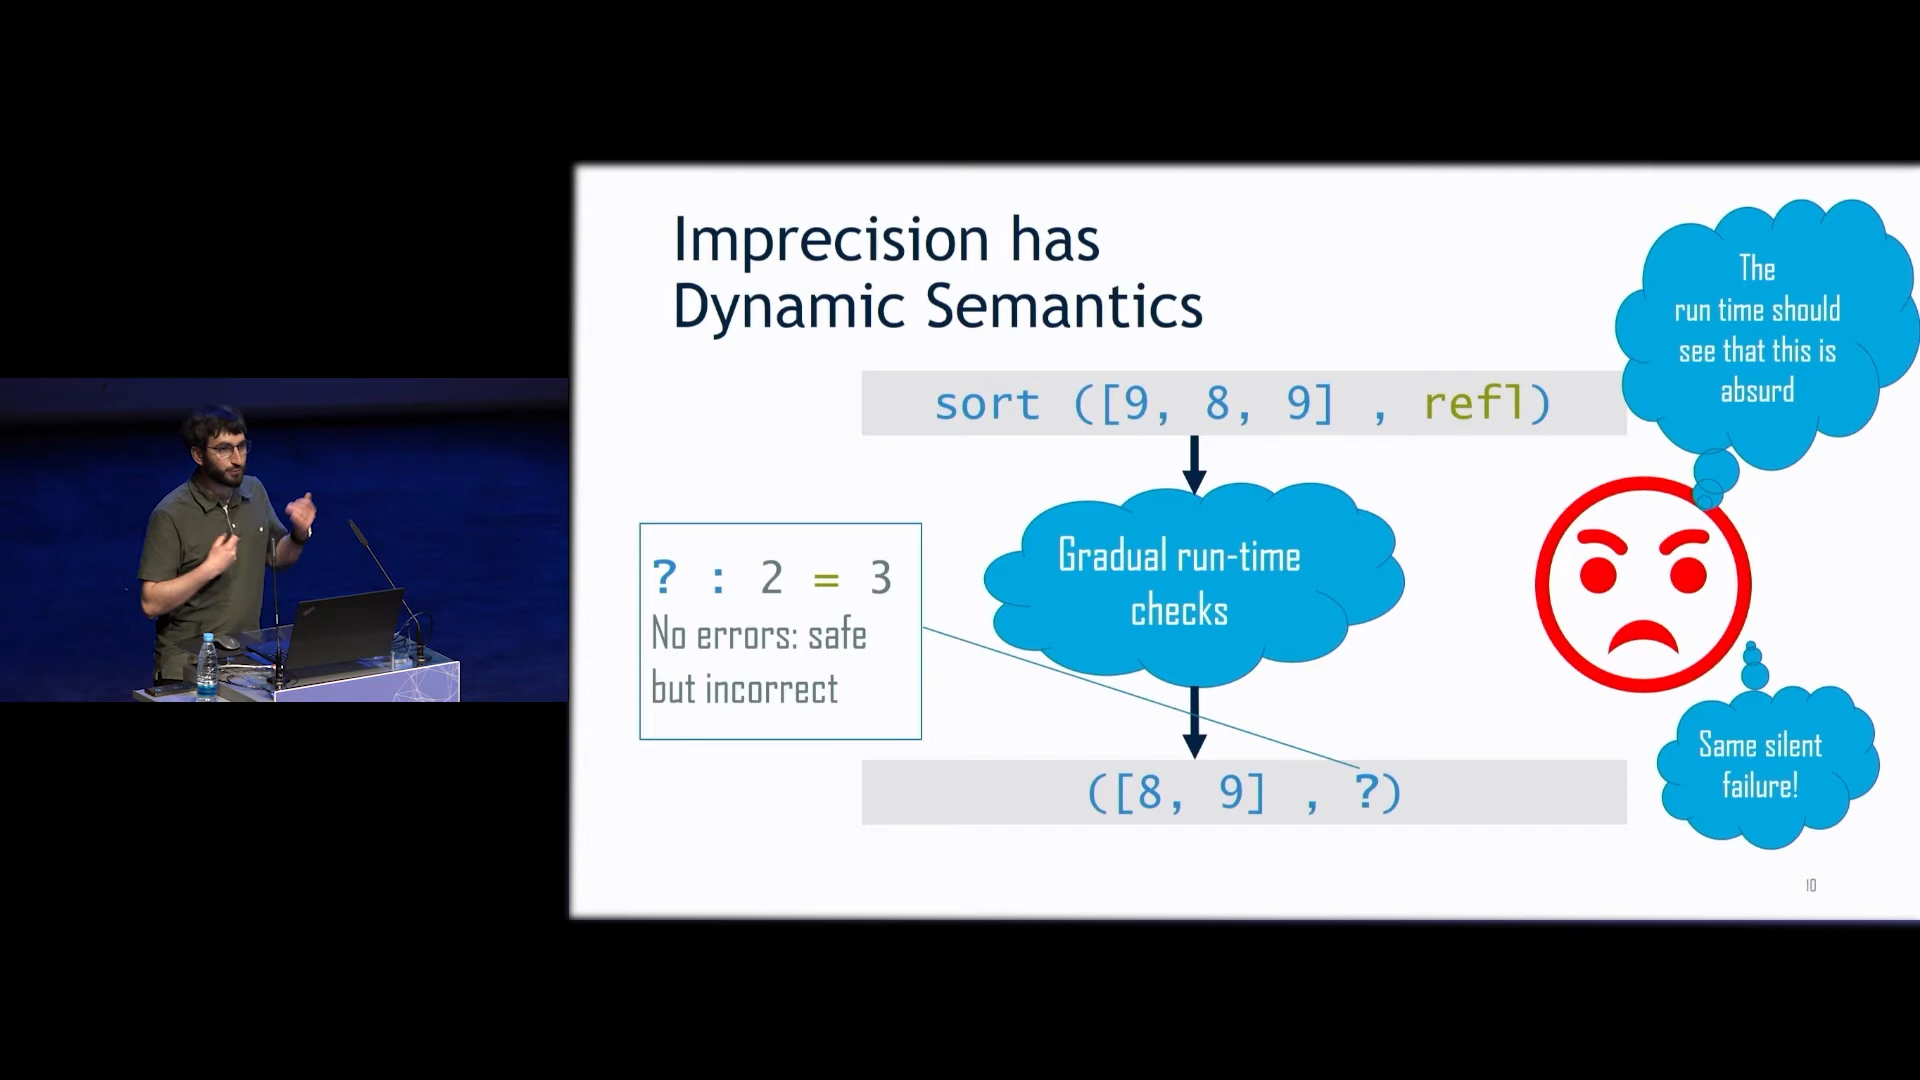 Imprecision has
Dynamic Semantics
The
run time should
see that this is
absurd
sort ([9, 8, 9] , refl)
Gradual run-time
checks
? : 2 = 3
No errors: safe
but incorrect
Same silent
failure!
([8, 9] , ?)
10